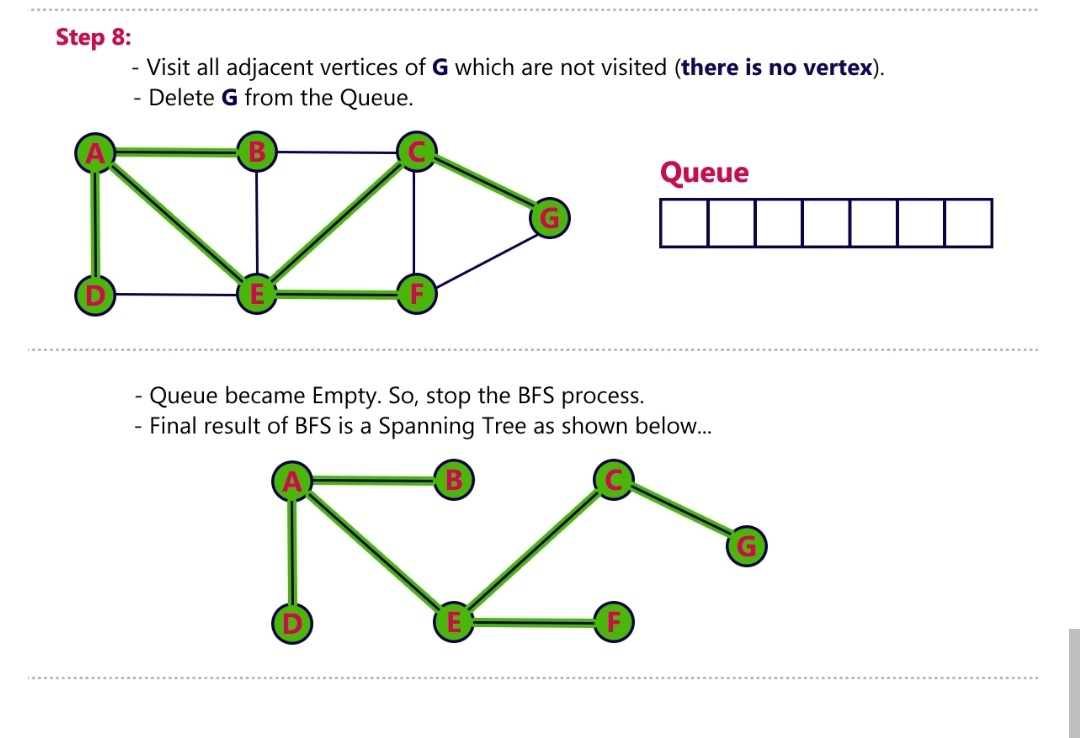 Step 8:
- Visit all adjacent vertices of G which are not visited (there is no vertex).
- Delete G from the Queue.
A B C
Queue
G
D E F
- Queue became Empty. So, stop the BFS process.
- Final result of BFS is a Spanning Tree as shown below...
A B C
G
D E F